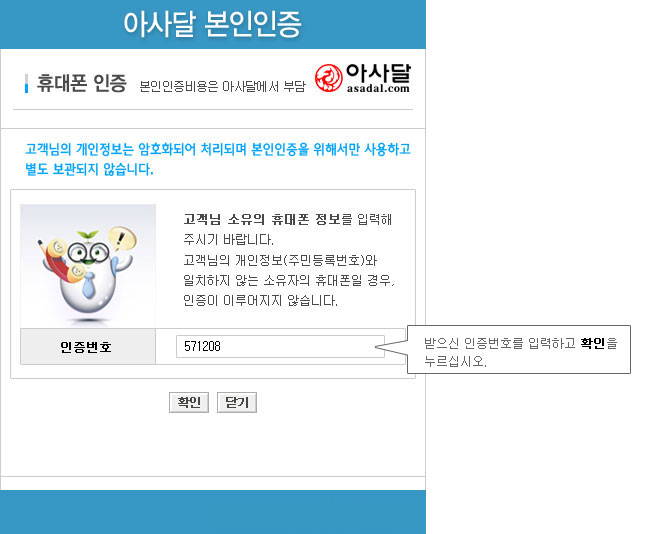 아사달 본인인증
휴대폰 인증 본인인증비용은 아사달에서 부담 아사달
asadal.com
고객님의 개인정보는 암호화되어 처리되며 본인인증을 위해서만 사용하고
별도 보관되지 않습니다.
고객님 소유의 휴대폰 정보를 입력해
주시기 바랍니다.
고객님의 개인정보(주민등록번호)와
일치하지 않는 소유자의 휴대폰일 경우,
인증이 이루어지지 않습니다.
인증번호 571208
받으신 인증번호를 입력하고 확인을
누르십시오.
확인 닫기